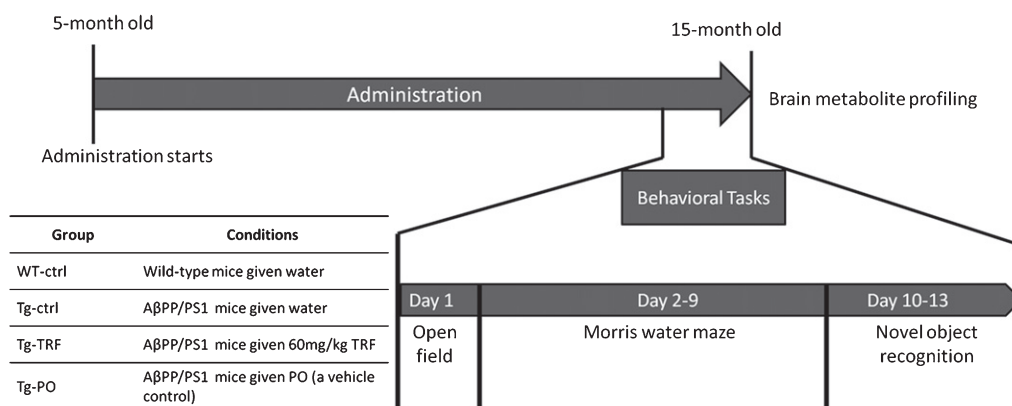 5-month old
15-month old
Administration
Brain metabolite profiling
Administration starts
Behavioral Tasks
Group Conditions
WT-ctrl Wild-type mice given water
Tg-ctrl AβPP/PS1 mice given water
Tg-TRF AβPP/PS1 mice given 60mg/kg TRF
Tg-PO AβPP/PS1 mice given PO (a vehicle
control)
Day 1 Day 2-9 Day 10-13
Open
field
Morris water maze
Novel object
recognition